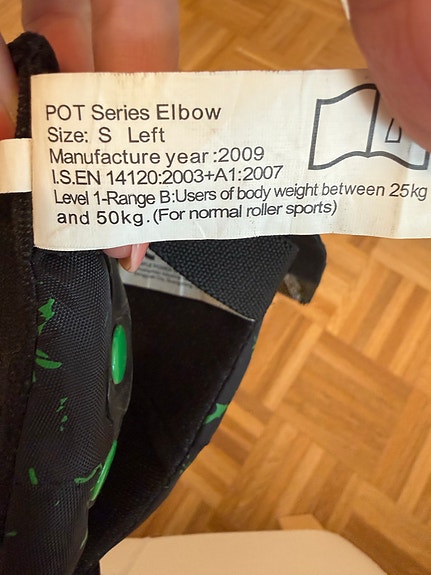 POT Series Elbow
Size: S Left
Manufacture year :2009
I.S.EN 14120:2003+A1:2007
Level 1-Range B:Users of body weight between 25kg
and 50kg.(For normal roller sports)